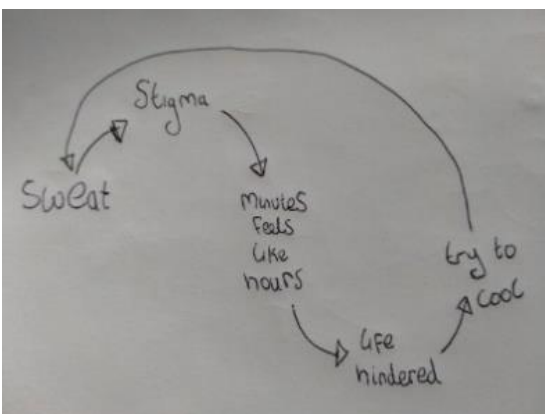 Stigma
Sweat
minutes
feels
like
hours
try to
cool
life
hindered